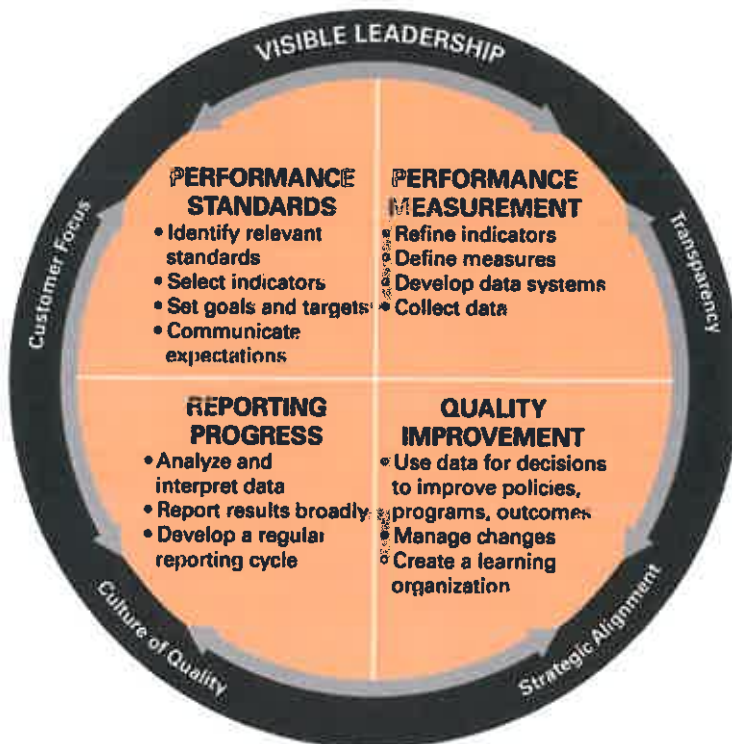 VISIBLE LEADERSHIP
Customer Focus
Transparency
PERFORMANCE
STANDARDS
• Identify relevant
standards
• Select indicators
• Set goals and targets
• Communicate
expectations
PERFORMANCE
MEASUREMENT
• Refine indicators
• Define measures
• Develop data systems
• Collect data
REPORTING
PROGRESS
• Analyze and
interpret data
• Report results broadly
• Develop a regular
reporting cycle
QUALITY
IMPROVEMENT
• Use data for decisions
to improve policies,
programs, outcomes
• Manage changes
• Create a learning
organization
Culture of Quality
Strategic Alignment